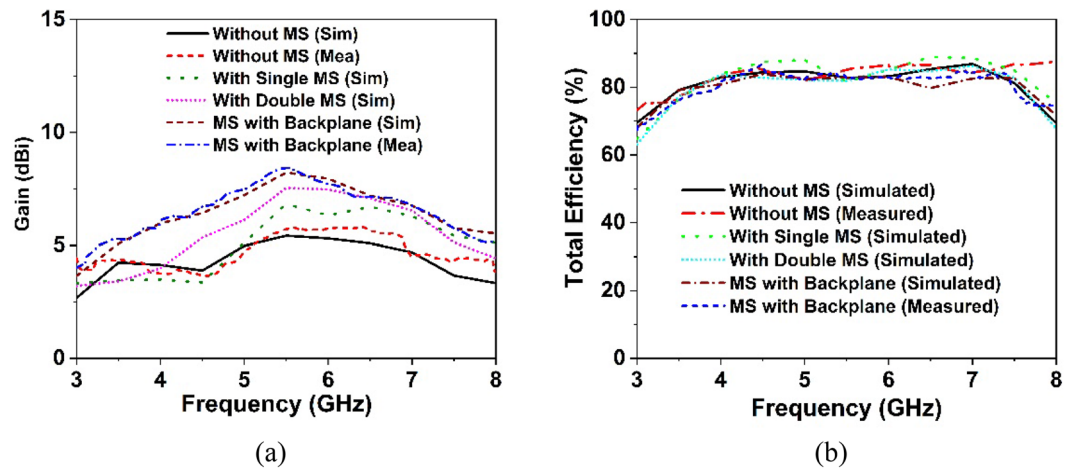 15
10
5
0
Gain (dBi)
Without MS (Sim)
Without MS (Mea)
With Single MS (Sim)
With Double MS (Sim)
MS with Backplane (Sim)
MS with Backplane (Mea)
3 4 5 6 7 8
Frequency (GHz)
(a)
100
80
60
40
20
0
Total Efficiency (%)
Without MS (Simulated)
Without MS (Measured)
With Single MS (Simulated)
With Double MS (Simulated)
MS with Backplane (Simulated)
MS with Backplane (Measured)
3 4 5 6 7 8
Frequency (GHz)
(b)